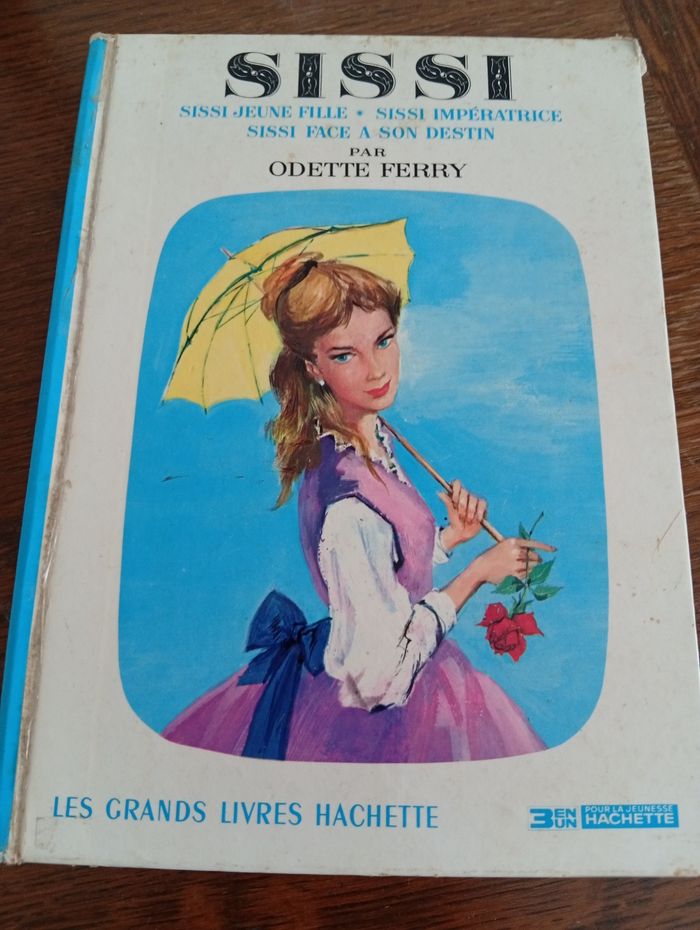 SISSI
SISSI JEUNE FILLE • SISSI IMPÉRATRICE
SISSI FACE A SON DESTIN
PAR
ODETTE FERRY
LES GRANDS LIVRES HACHETTE
3 EN UN
POUR LA JEUNESSE
HACHETTE